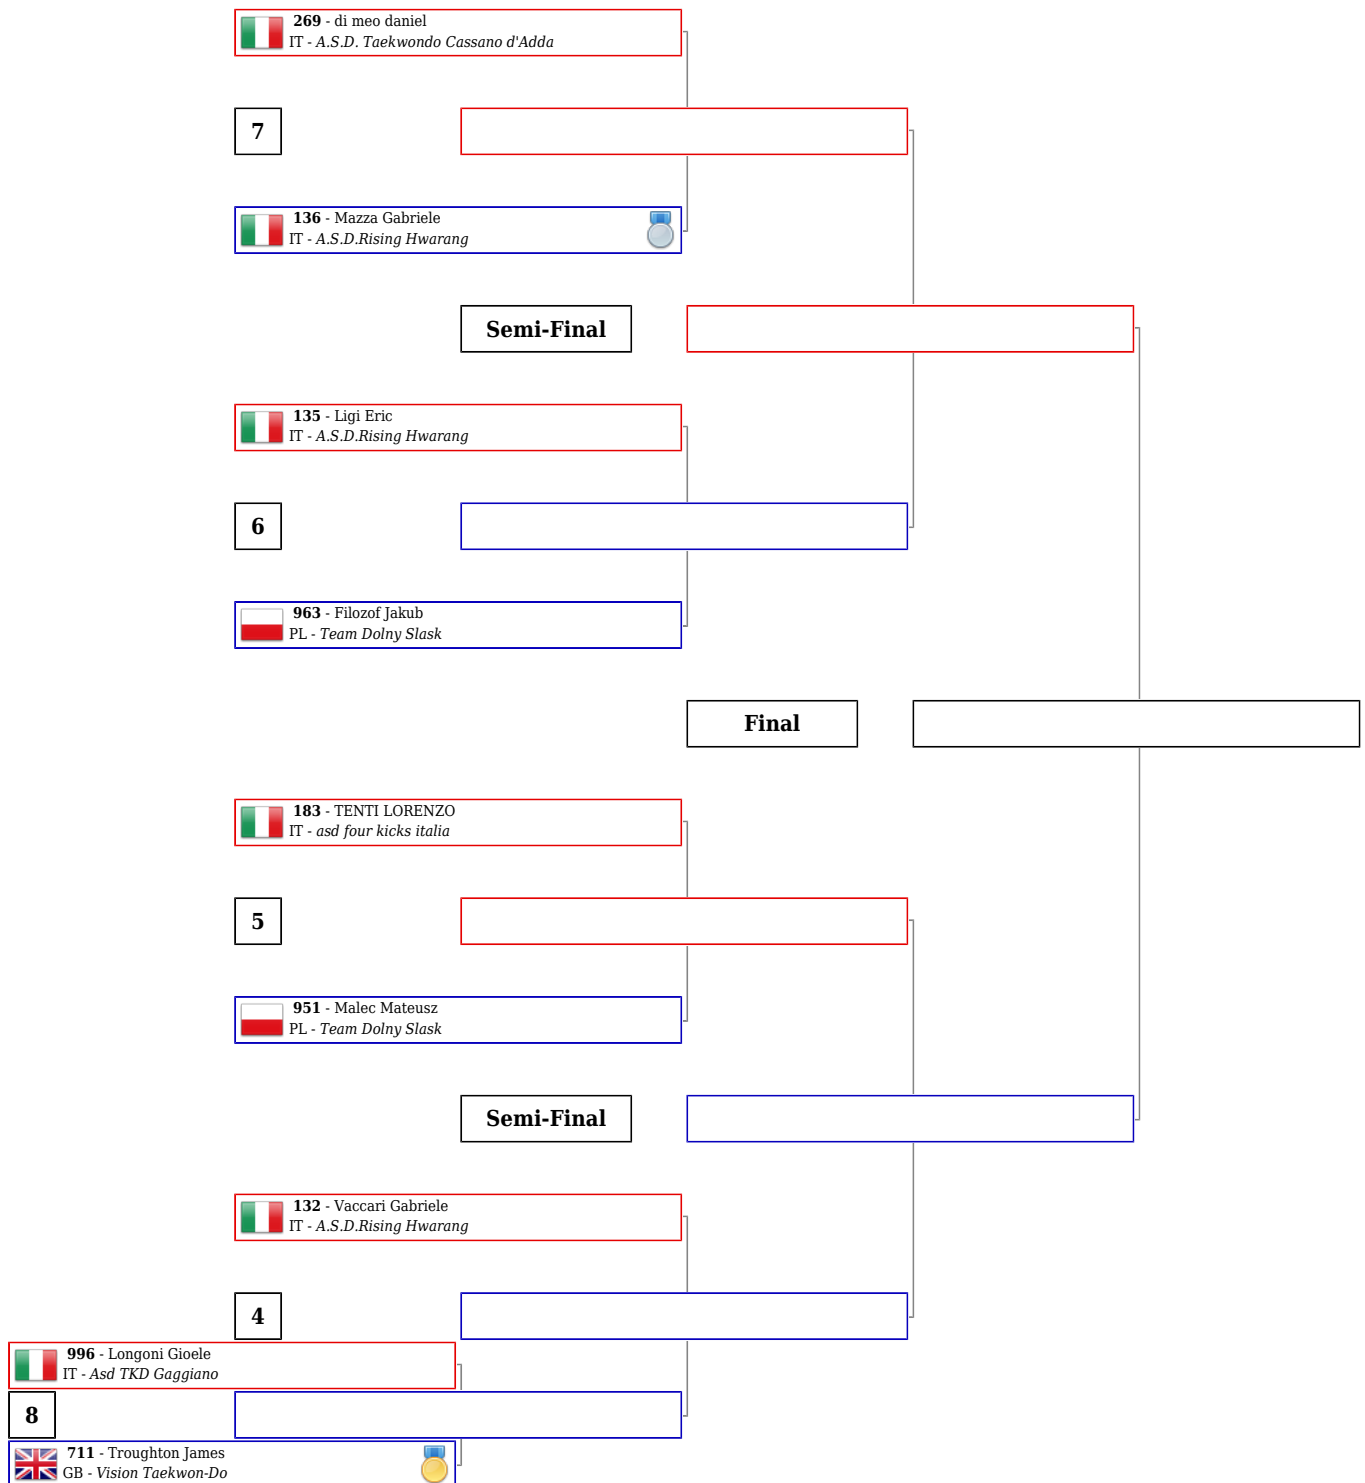 269 - di meo daniel
IT - A.S.D. Taekwondo Cassano d'Adda
7
136 - Mazza Gabriele
IT - A.S.D.Rising Hwarang
Semi-Final
135 - Ligi Eric
IT - A.S.D.Rising Hwarang
6
963 - Filozof Jakub
PL - Team Dolny Slask
Final
183 - TENTI LORENZO
IT - asd four kicks italia
5
951 - Malec Mateusz
PL - Team Dolny Slask
Semi-Final
132 - Vaccari Gabriele
IT - A.S.D.Rising Hwarang
4
996 - Longoni Gioele
IT - Asd TKD Gaggiano
8
711 - Troughton James
GB - Vision Taekwon-Do